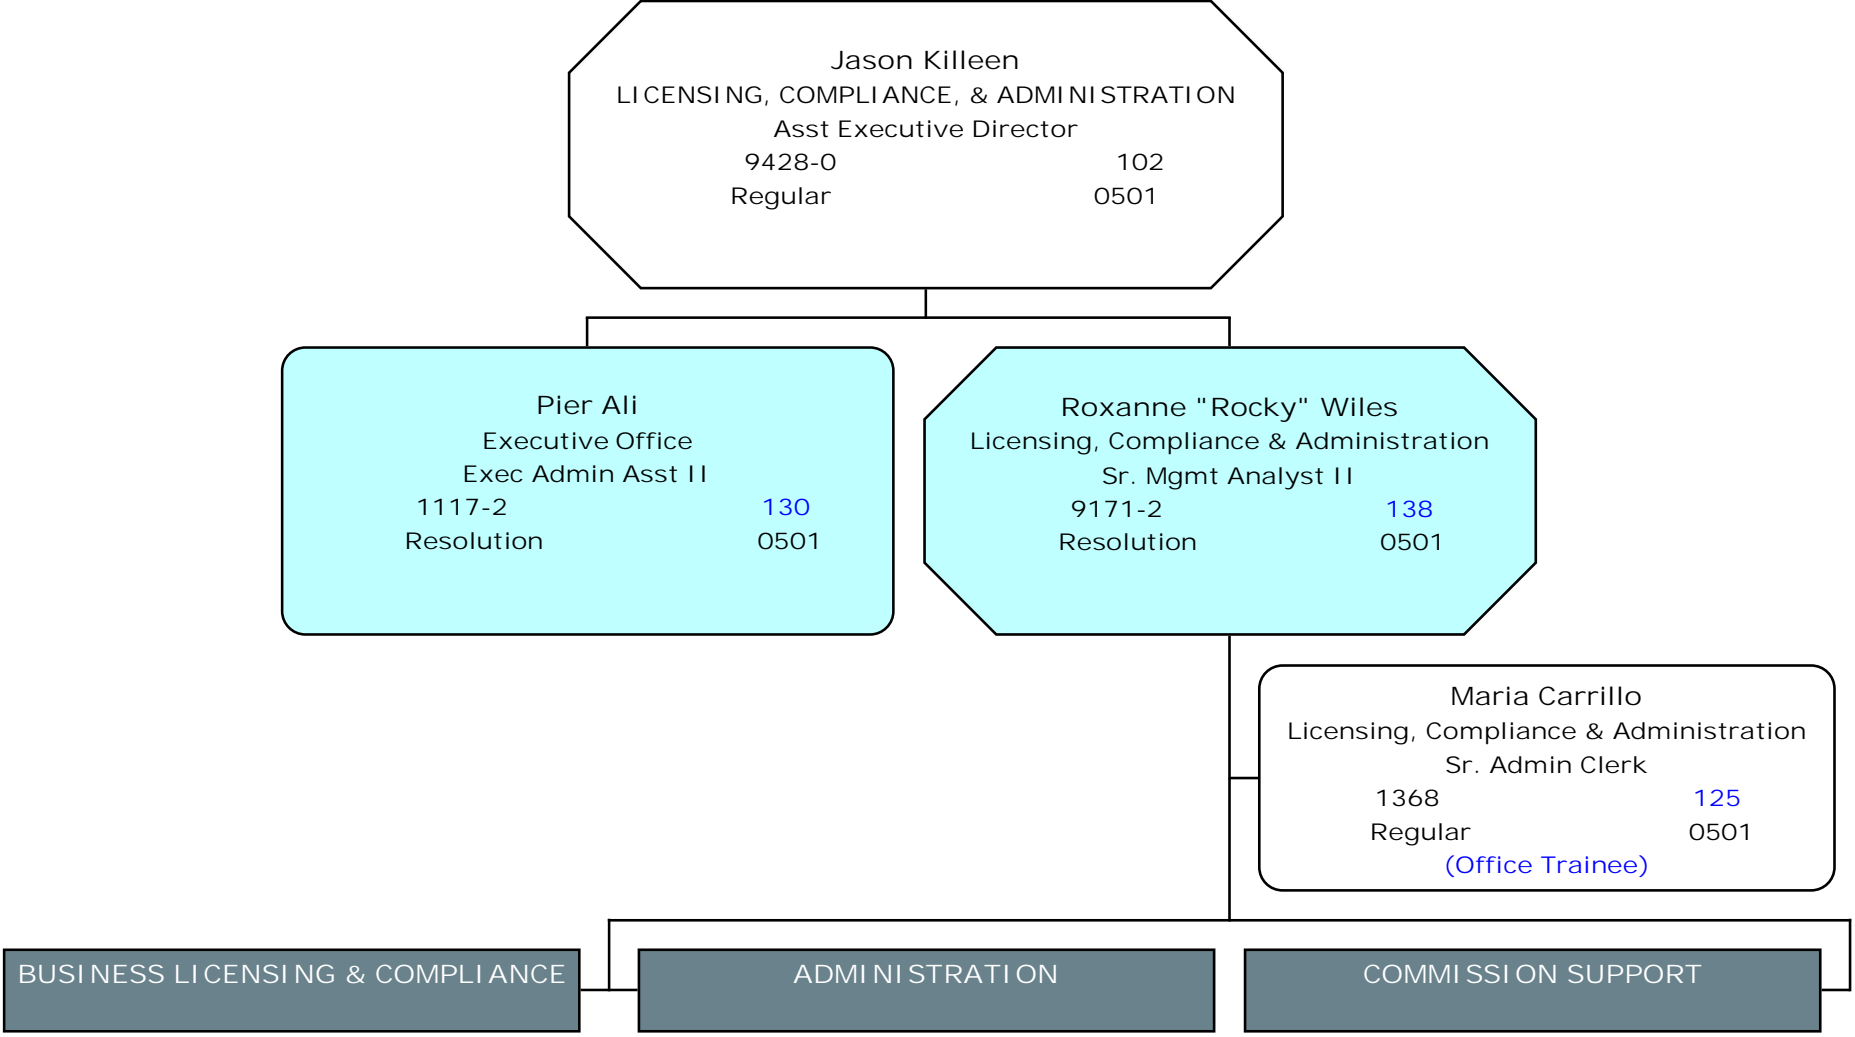 Jason Killeen
LICENSING, COMPLIANCE, & ADMINISTRATION
Asst Executive Director
9428-0 102
Regular 0501
Pier Ali
Executive Office
Exec Admin Asst II
1117-2 130
Resolution 0501
Roxanne "Rocky" Wiles
Licensing, Compliance & Administration
Sr. Mgmt Analyst II
9171-2 138
Resolution 0501
Maria Carrillo
Licensing, Compliance & Administration
Sr. Admin Clerk
1368 125
Regular 0501
(Office Trainee)
BUSINESS LICENSING & COMPLIANCE
ADMINISTRATION
COMMISSION SUPPORT